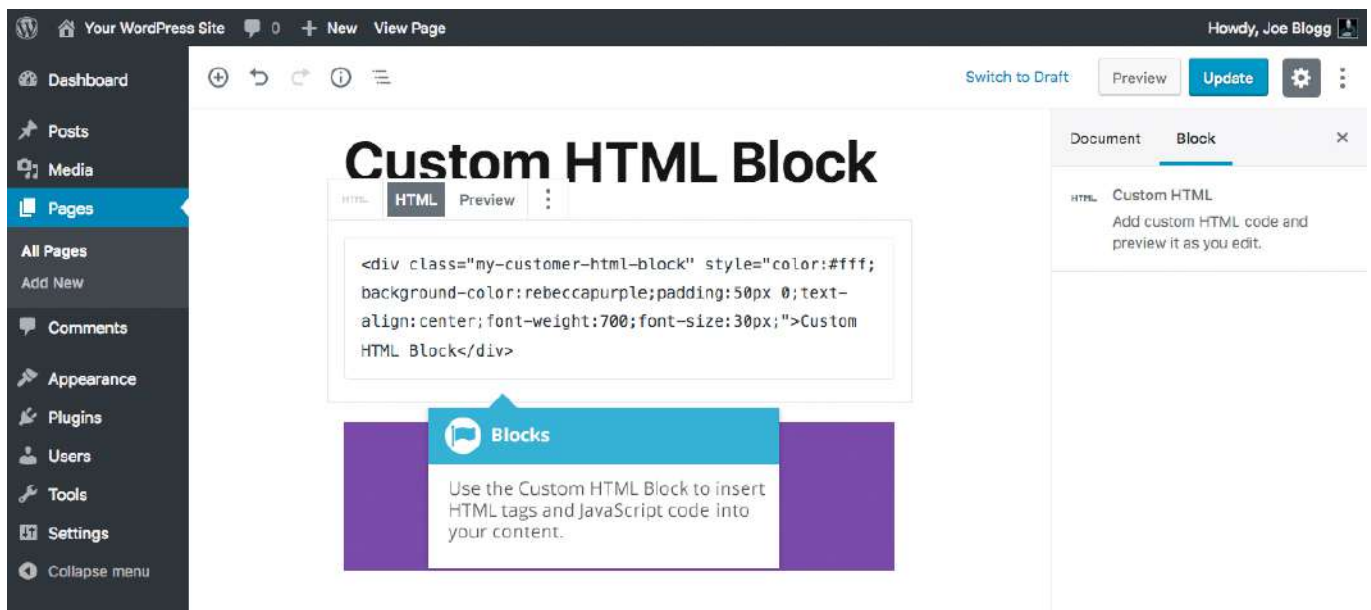 Your WordPress Site 0 + New View Page Howdy, Joe Blogg
Dashboard
Posts
Media
Pages
All Pages
Add New
Comments
Appearance
Plugins
Users
Tools
Settings
Collapse menu
Switch to Draft Preview Update
Custom HTML Block
HTML HTML Preview
<div class="my-customer-html-block" style="color:#fff;
background-color:rebeccapurple;padding:50px 0;text-
align:center;font-weight:700;font-size:30px;">Custom
HTML Block</div>
Blocks
Use the Custom HTML Block to insert
HTML tags and JavaScript code into
your content.
Document Block
HTML Custom HTML
Add custom HTML code and
preview it as you edit.